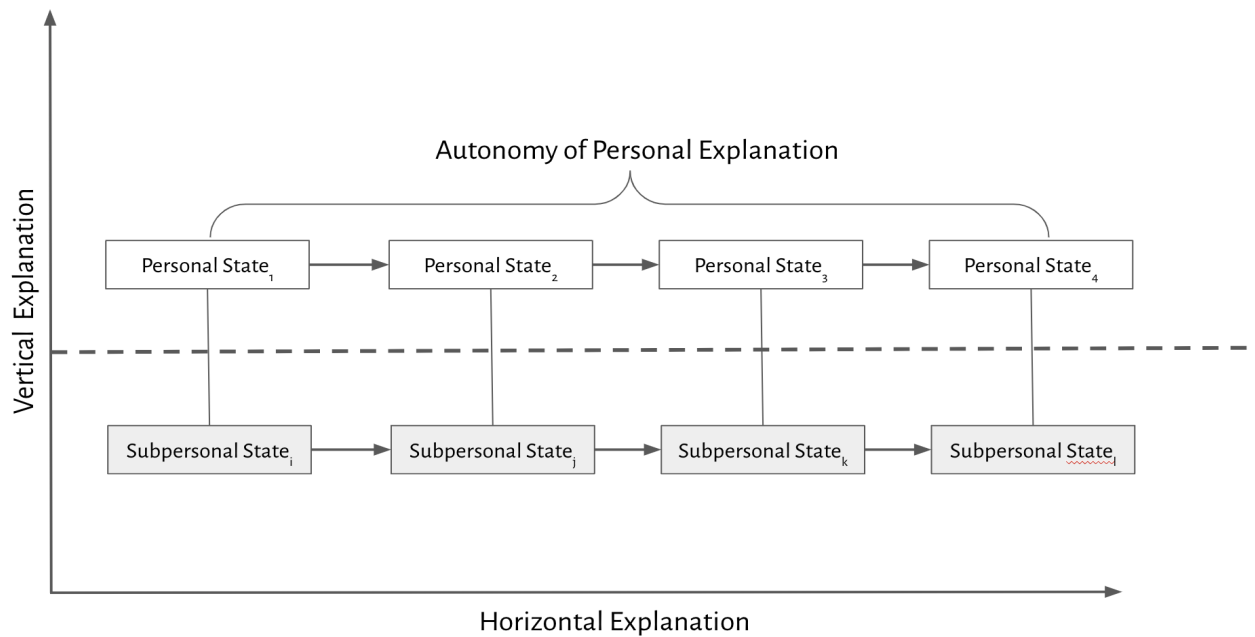 Autonomy of Personal Explanation
Personal State₁ Personal State₂ Personal State₃ Personal State₄
Vertical Explanation
Subpersonal Stateᵢ Subpersonal Stateⱼ Subpersonal Stateₖ Subpersonal Stateₗ
Horizontal Explanation